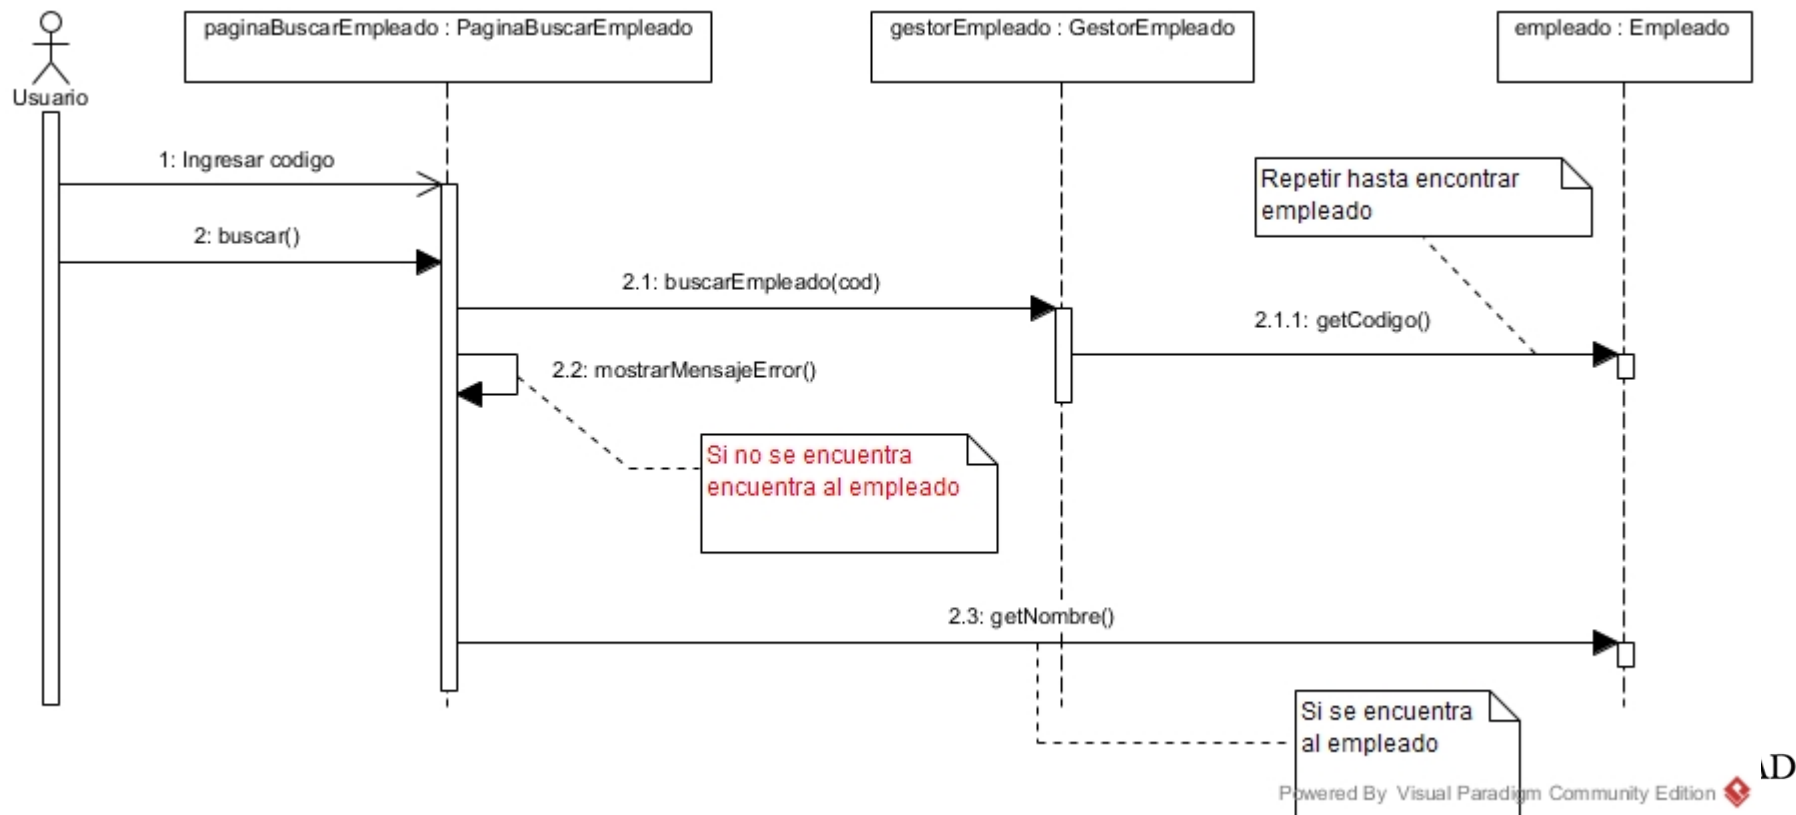 paginaBuscarEmpleado : PaginaBuscarEmpleado
gestorEmpleado : GestorEmpleado
empleado : Empleado
Usuario
1: Ingresar codigo
2: buscar()
2.1: buscarEmpleado(cod)
Repetir hasta encontrar
empleado
2.1.1: getCodigo()
2.2: mostrarMensajeError()
Si no se encuentra
encuentra al empleado
2.3: getNombre()
Si se encuentra
al empleado
Powered By Visual Paradigm Community Edition